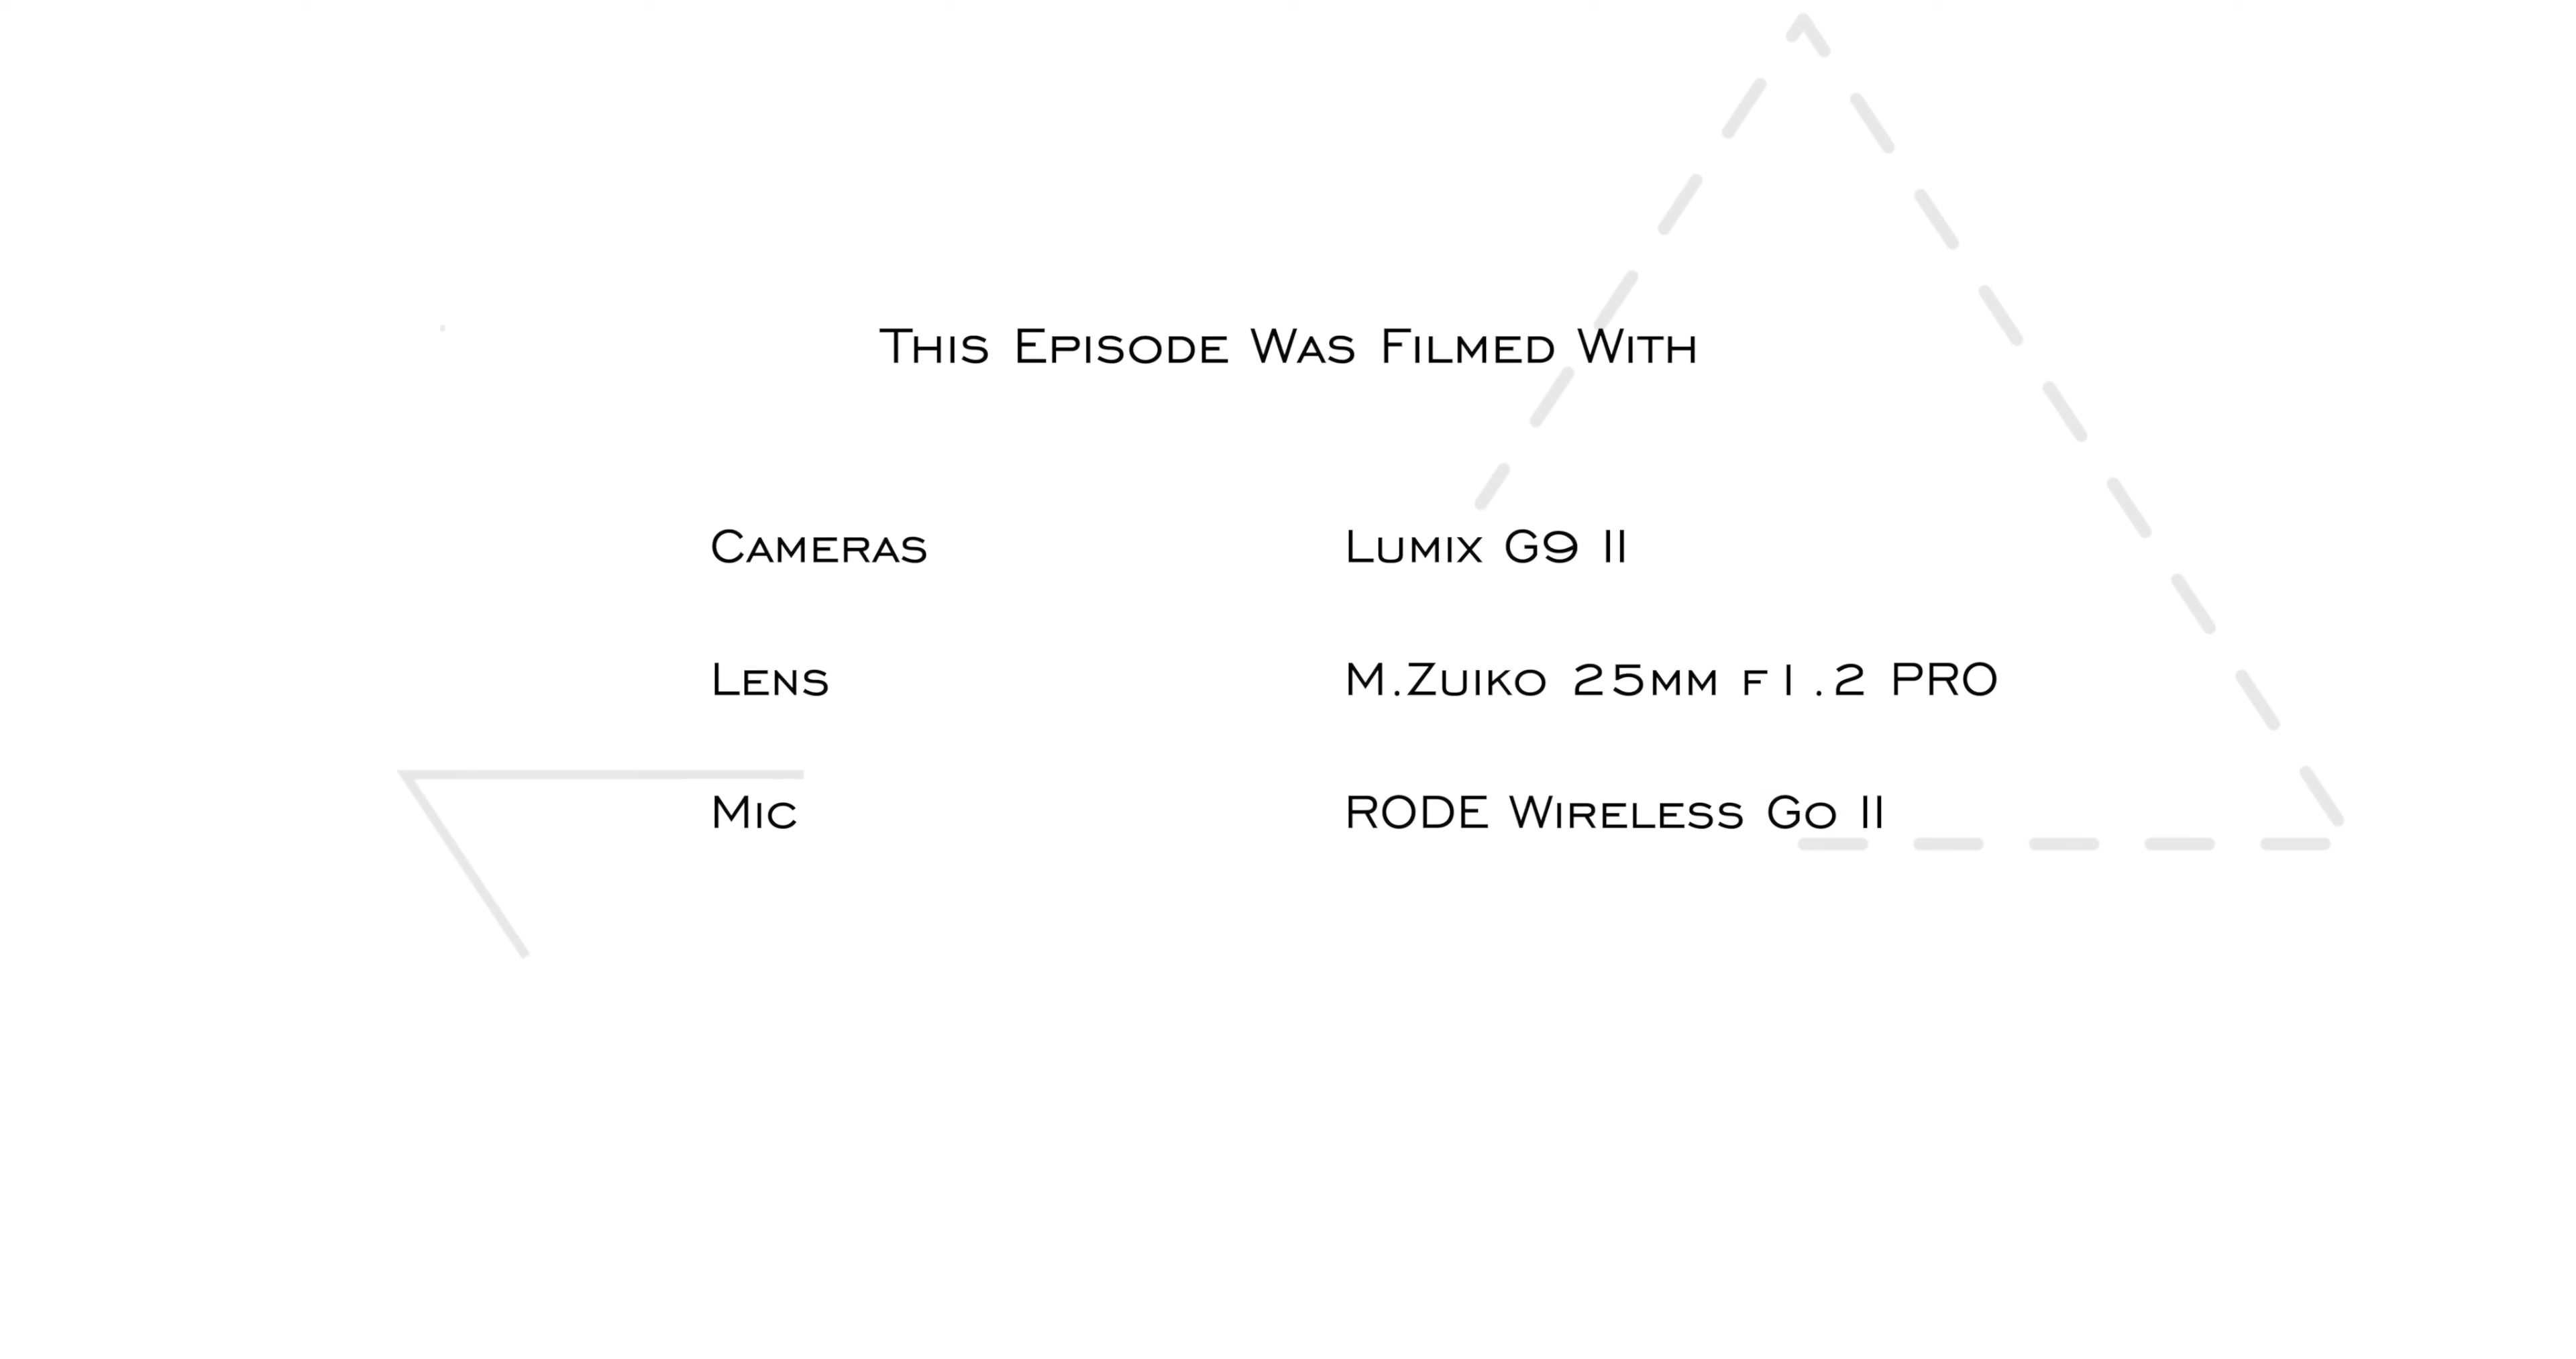 This Episode Was Filmed With
Cameras Lumix G9 II
Lens M.Zuiko 25mm f1.2 PRO
Mic RODE Wireless Go II